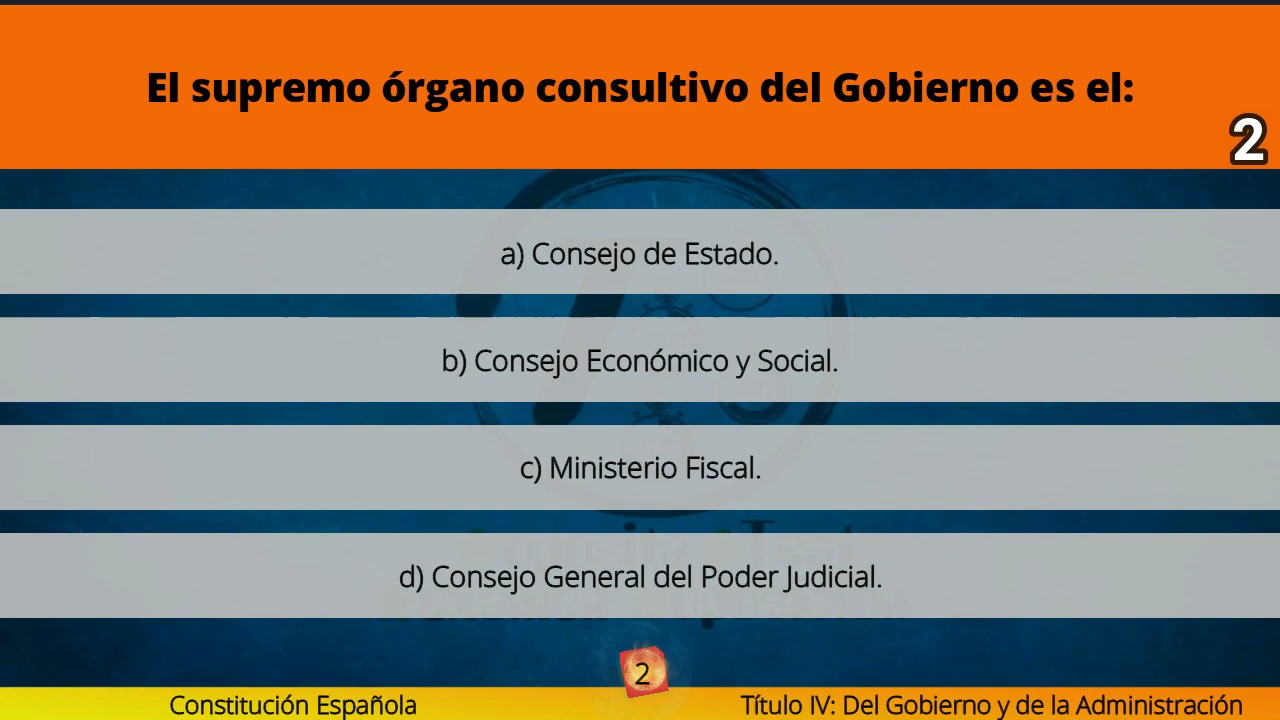 El supremo órgano consultivo del Gobierno es el:
2
a) Consejo de Estado.
b) Consejo Económico y Social.
c) Ministerio Fiscal.
d) Consejo General del Poder Judicial.
2
Constitución Española
Título IV: Del Gobierno y de la Administración